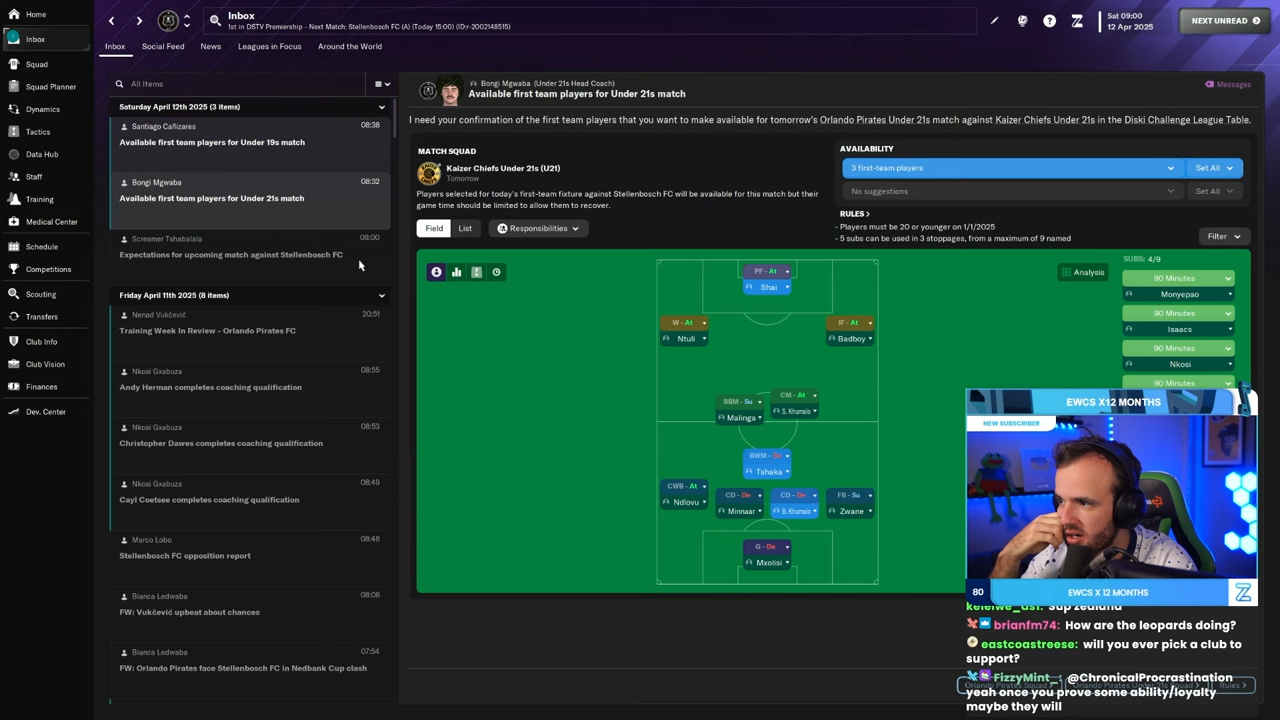 Home
Inbox
Squad
Squad Planner
Dynamics
Tactics
Data Hub
Staff
Training
Medical Center
Schedule
Competitions
Scouting
Transfers
Club Info
Club Vision
Finances
Dev. Center
Inbox
1st in DSTV Premiership - Next Match: Stellenbosch FC (A) (Today 15:00) (ID:r-2002148515)
Sat 09:00
12 Apr 2025
NEXT UNREAD
Inbox Social Feed News Leagues in Focus Around the World
All Items
Saturday April 12th 2025 (3 items)
Santiago Cañizares 08:38
Available first team players for Under 19s match
Bongi Mgwaba 08:32
Available first team players for Under 21s match
Screamer Tshabalala 08:00
Expectations for upcoming match against Stellenbosch FC
Friday April 11th 2025 (8 items)
Nenad Vukčević 20:51
Training Week In Review - Orlando Pirates FC
Nkosi Gxabuza 08:55
Andy Herman completes coaching qualification
Nkosi Gxabuza 08:53
Christopher Dawes completes coaching qualification
Nkosi Gxabuza 08:49
Cayl Coetsee completes coaching qualification
Marco Lobo 08:48
Stellenbosch FC opposition report
Bianca Ledwaba 08:08
FW: Vukčević upbeat about chances
Bianca Ledwaba 07:54
FW: Orlando Pirates face Stellenbosch FC in Nedbank Cup clash
Bongi Mgwaba (Under 21s Head Coach)
Available first team players for Under 21s match
Messages
I need your confirmation of the first team players that you want to make available for tomorrow's Orlando Pirates Under 21s match against Kaizer Chiefs Under 21s in the Diski Challenge League Table.
MATCH SQUAD
Kaizer Chiefs Under 21s (U21)
Tomorrow
Players selected for today's first-team fixture against Stellenbosch FC will be available for this match but their
game time should be limited to allow them to recover.
AVAILABILITY
3 first-team players Set All
No suggestions Set All
RULES
- Players must be 20 or younger on 1/1/2025
- 5 subs can be used in 3 stoppages, from a maximum of 9 named
Field List Responsibilities
Filter
Analysis
SUBS: 4/9
90 Minutes
Monyepao
90 Minutes
Isaacs
90 Minutes
Nkosi
90 Minutes
PF - At
Shai
W - At
Ntuli
IF - At
Badboy
BBM - Su
Malinga
CM - At
S. Khumalo
BWM - De
Tshaka
CWB - At
Ndlovu
CD - De
Minnaar
CD - De
B. Khumalo
FB - Su
Zwane
G - De
Mxolisi
EWCS X12 MONTHS
NEW SUBSCRIBER
80 EWCS X 12 MONTHS
Sup zealand
brianfm74: How are the leopards doing?
eastcoastreese: will you ever pick a club to
support?
FizzyMint_: @ChronicalProcrastination
yeah once you prove some ability/loyalty
maybe they will
Rules